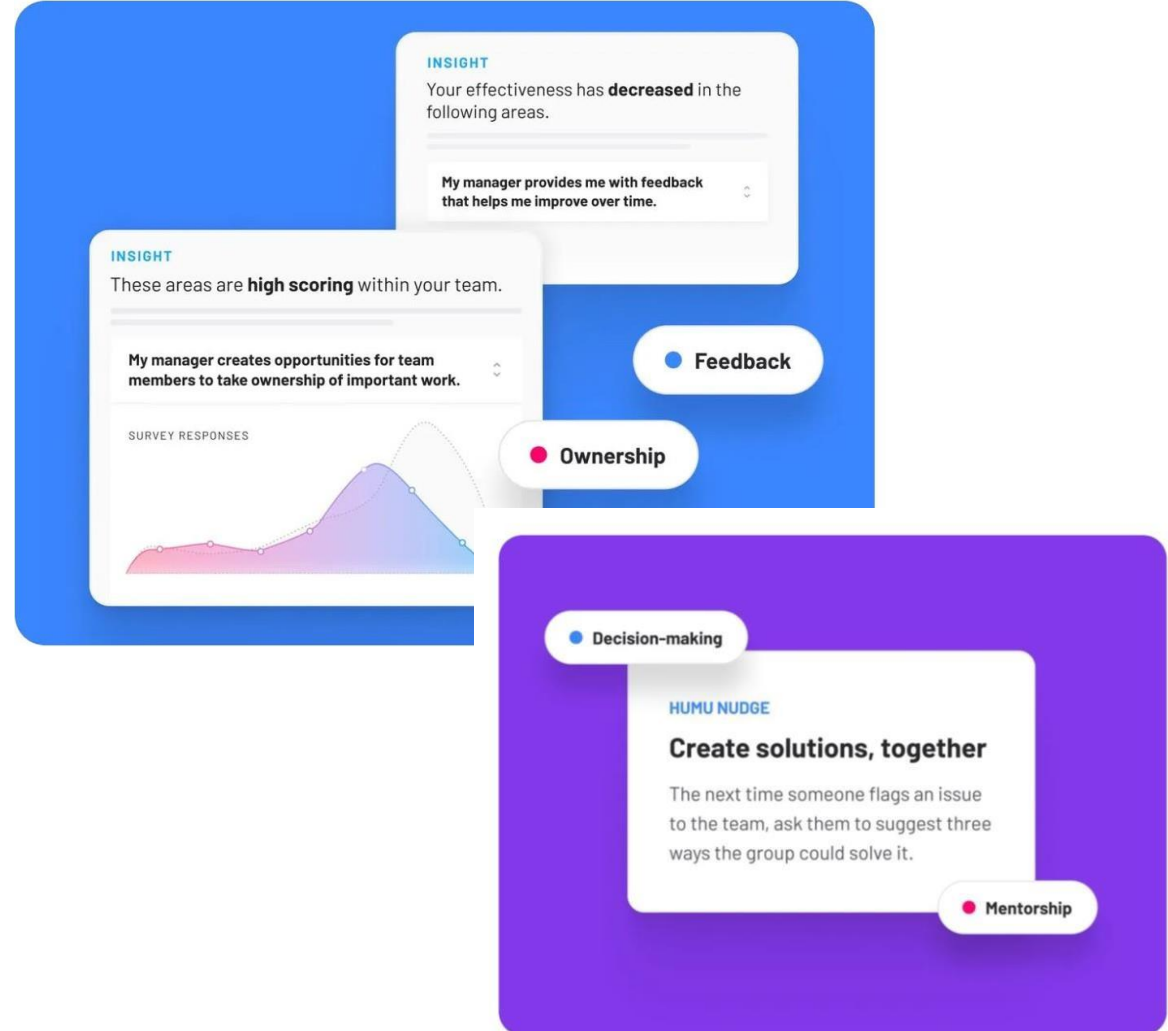 INSIGHT
Your effectiveness has decreased in the
following areas.
My manager provides me with feedback
that helps me improve over time.
INSIGHT
These areas are high scoring within your team.
My manager creates opportunities for team
members to take ownership of important work.
SURVEY RESPONSES
Feedback
Ownership
Decision-making
HUMU NUDGE
Create solutions, together
The next time someone flags an issue
to the team, ask them to suggest three
ways the group could solve it.
Mentorship